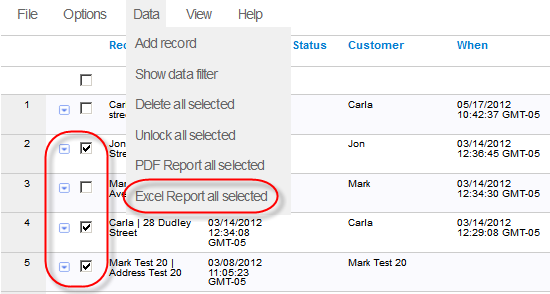 File Options Data View Help
Rec Status Customer When
Add record
Show data filter
Delete all selected
Unlock all selected
PDF Report all selected
Excel Report all selected
1 Car Carla 05/17/2012
stree 10:42:37 GMT-05
2 Jon Jon 03/14/2012
Street 12:36:45 GMT-05
3 Mar Mark 03/14/2012
Ave 12:34:30 GMT-05
4 Carla | 28 Dudley 03/14/2012 Carla 03/14/2012
Street 12:34:08 12:29:08 GMT-05
GMT-05
5 Mark Test 20 | 03/08/2012 Mark Test 20
Address Test 20 11:05:23
GMT-05